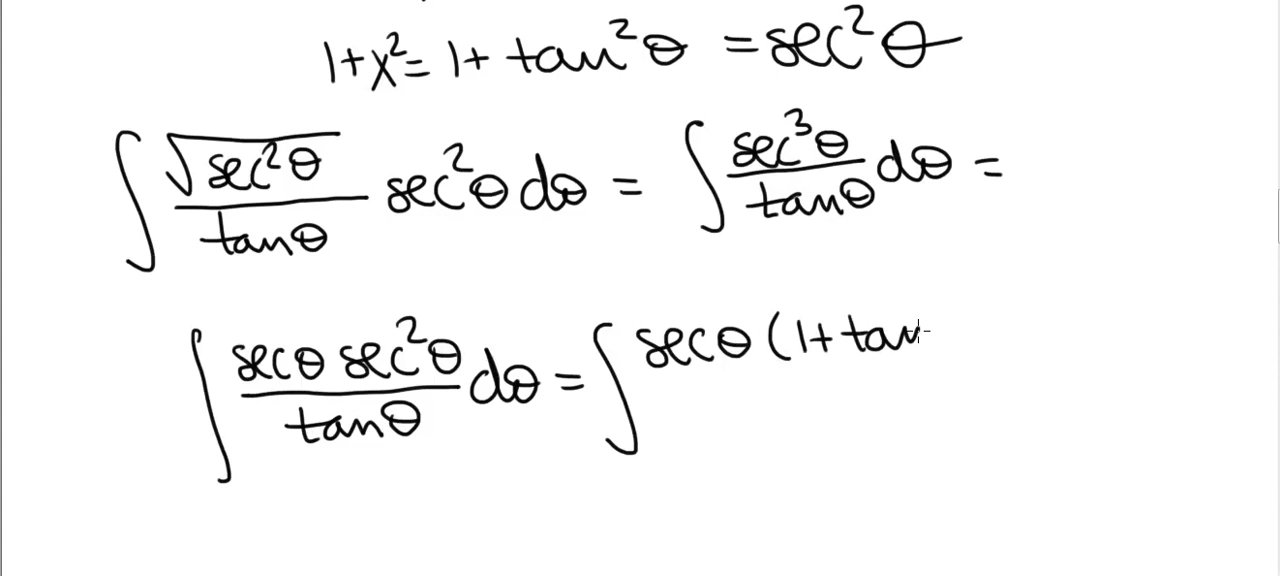 1+x²= 1+ tan²θ = sec²θ
∫ √sec²θ / tanθ sec²θ dθ = ∫ sec³θ / tanθ dθ =
∫ secθ sec²θ / tanθ dθ = ∫ secθ (1+ tan